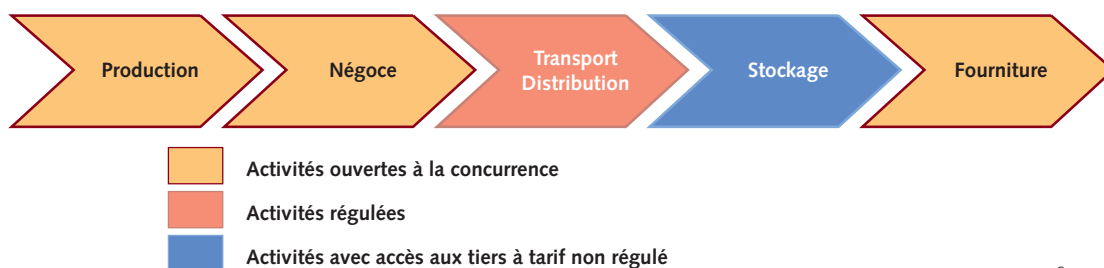 Production
Négoce
Transport
Distribution
Stockage
Fourniture
Activités ouvertes à la concurrence
Activités régulées
Activités avec accès aux tiers à tarif non régulé